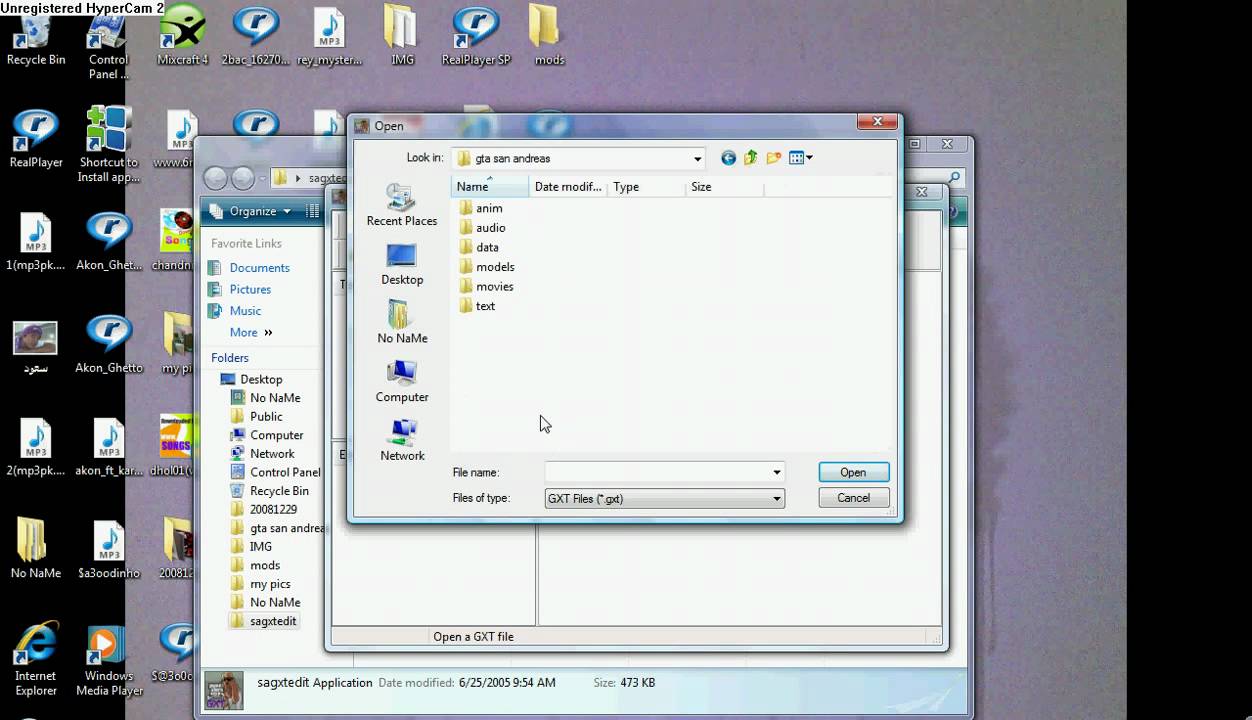 Unregistered HyperCam 2
Recycle Bin
Control Panel ...
Mixcraft 4
2bac_16270...
rey_myster...
IMG
RealPlayer SP
mods
RealPlayer
Shortcut to Install app...
www.6r
1(mp3pk....
Akon_Ghet...
chandni
سعود
Akon_Ghetto
my pi
2(mp3pk....
akon_ft_kar...
dhol01(v
No NaMe
$a3oodinho
20081
Internet Explorer
Windows Media Player
S@3o0o
sagxted
Organize
Favorite Links
Documents
Pictures
Music
More »
Folders
Desktop
No NaMe
Public
Computer
Network
Control Panel
Recycle Bin
20081229
gta san andrea
IMG
mods
my pics
No NaMe
sagxtedit
Open
Look in:
gta san andreas
Name
Date modif...
Type
Size
Recent Places
Desktop
No NaMe
Computer
Network
anim
audio
data
models
movies
text
File name:
Open
Files of type:
GXT Files (*.gxt)
Cancel
Open a GXT file
sagxtedit Application
Date modified: 6/25/2005 9:54 AM
Size: 473 KB